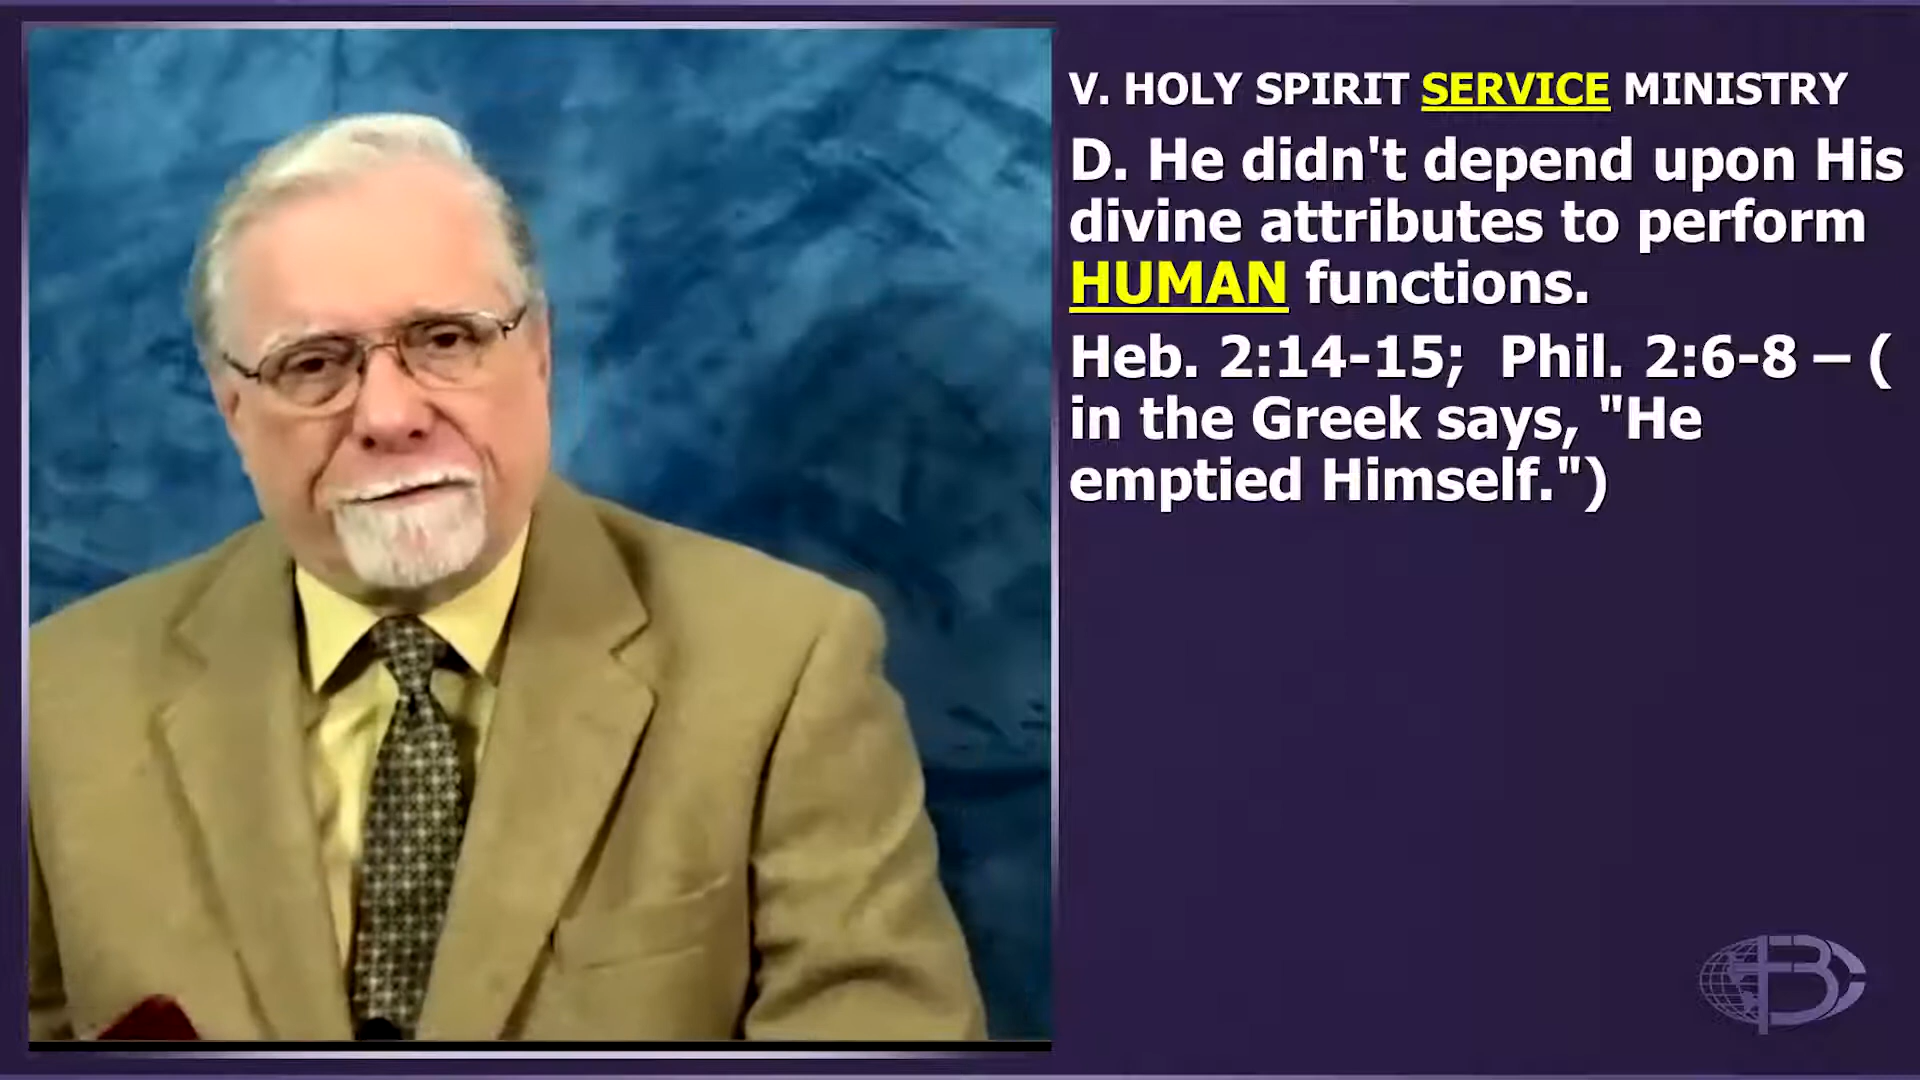 V. HOLY SPIRIT SERVICE MINISTRY
D. He didn't depend upon His
divine attributes to perform
HUMAN functions.
Heb. 2:14-15;  Phil. 2:6-8 – (
in the Greek says, "He
emptied Himself.")